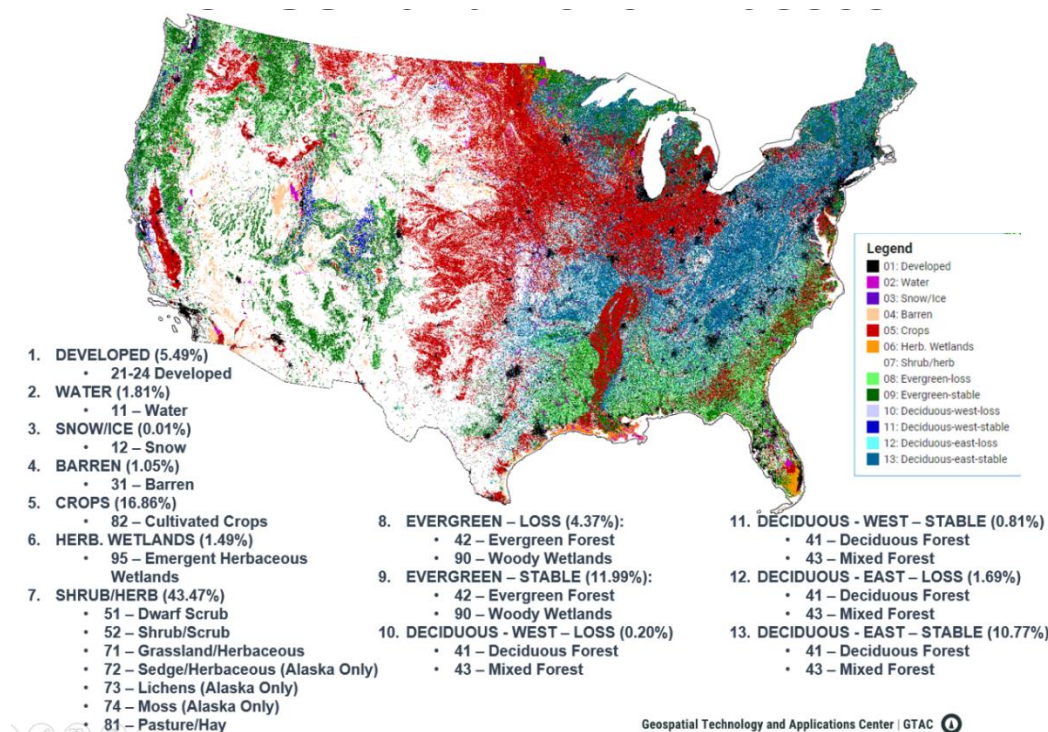 Legend
01: Developed
02: Water
03: Snow/Ice
04: Barren
05: Crops
06: Herb. Wetlands
07: Shrub/herb
08: Evergreen-loss
09: Evergreen-stable
10: Deciduous-west-loss
11: Deciduous-west-stable
12: Deciduous-east-loss
13: Deciduous-east-stable
1. DEVELOPED (5.49%)
• 21-24 Developed
2. WATER (1.81%)
• 11 – Water
3. SNOW/ICE (0.01%)
• 12 – Snow
4. BARREN (1.05%)
• 31 – Barren
5. CROPS (16.86%)
• 82 – Cultivated Crops
6. HERB. WETLANDS (1.49%)
• 95 – Emergent Herbaceous
Wetlands
7. SHRUB/HERB (43.47%)
• 51 – Dwarf Scrub
• 52 – Shrub/Scrub
• 71 – Grassland/Herbaceous
• 72 – Sedge/Herbaceous (Alaska Only)
• 73 – Lichens (Alaska Only)
• 74 – Moss (Alaska Only)
• 81 – Pasture/Hay
8. EVERGREEN – LOSS (4.37%):
• 42 – Evergreen Forest
• 90 – Woody Wetlands
9. EVERGREEN – STABLE (11.99%):
• 42 – Evergreen Forest
• 90 – Woody Wetlands
10. DECIDUOUS - WEST – LOSS (0.20%)
• 41 – Deciduous Forest
• 43 – Mixed Forest
11. DECIDUOUS - WEST – STABLE (0.81%)
• 41 – Deciduous Forest
• 43 – Mixed Forest
12. DECIDUOUS - EAST – LOSS (1.69%)
• 41 – Deciduous Forest
• 43 – Mixed Forest
13. DECIDUOUS - EAST – STABLE (10.77%)
• 41 – Deciduous Forest
• 43 – Mixed Forest
Geospatial Technology and Applications Center | GTAC